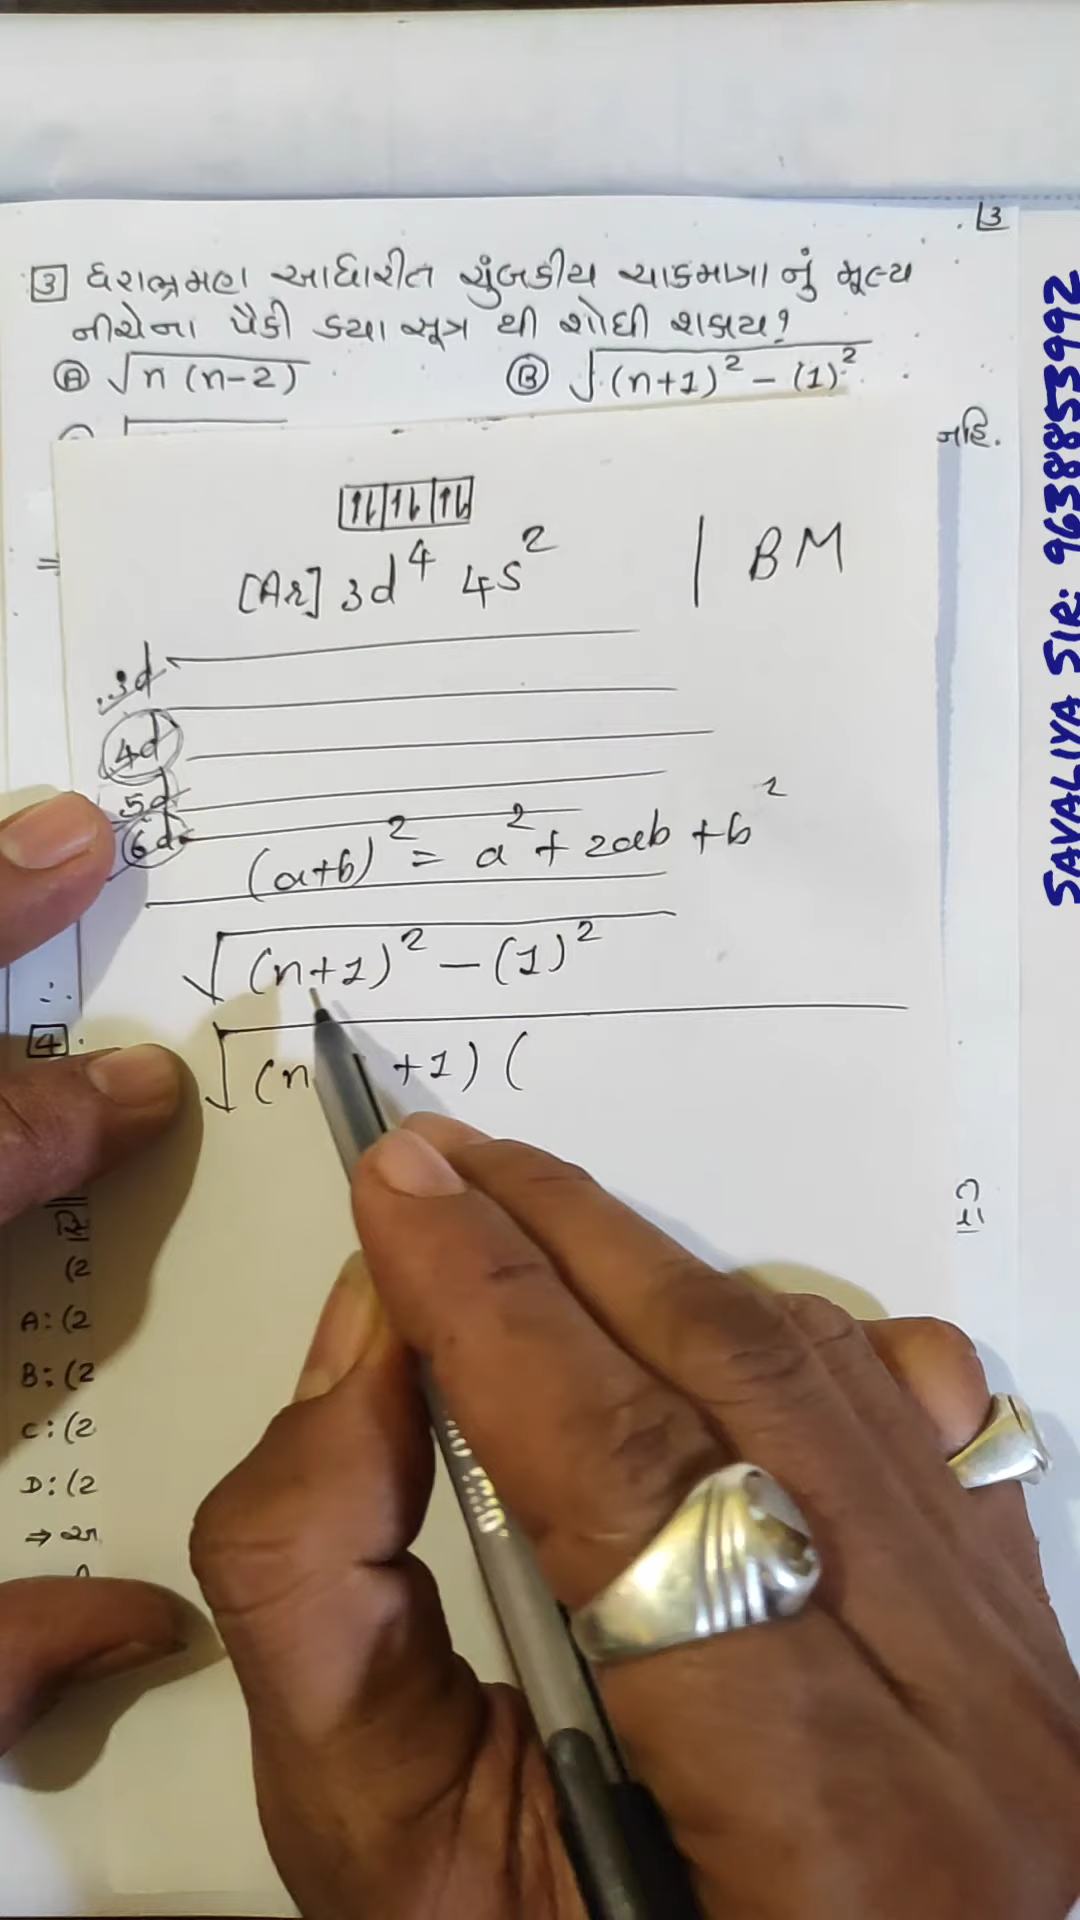 3
[3] ધરાભ્રમણ આધારીત ચુંબકીય ચાકમાત્રા નું મૂલ્ય
નીચેના પૈકી કયા સૂત્ર થી શોધી શકાય?
(A) √n (n-2)
(B) √(n+1)² - (1)²
નહિ.
⇒
[Ar] 3d⁴ 4s²
| BM
3d
4d
5d
6d
(a+b)² = a² + 2ab + b²
√(n+1)² - (1)²
√(n +1) (
∴
[4]
(2
A: (2
B: (2
C: (2
D: (2
⇒
SAVALIYA SIR: 9638853992